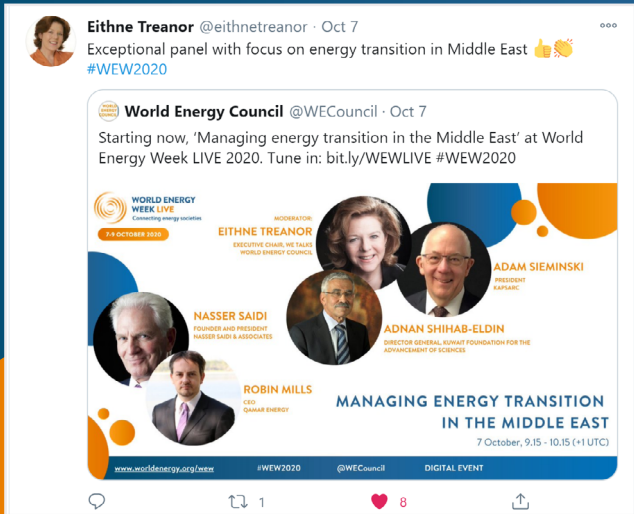 Eithne Treanor @eithnetreanor · Oct 7
Exceptional panel with focus on energy transition in Middle East 👍👏
#WEW2020
World Energy Council @WECouncil · Oct 7
Starting now, ‘Managing energy transition in the Middle East’ at World
Energy Week LIVE 2020. Tune in: bit.ly/WEWLIVE #WEW2020
WORLD ENERGY
WEEK LIVE
Connecting energy societies
7-9 OCTOBER 2020
MODERATOR:
EITHNE TREANOR
EXECUTIVE CHAIR, WE TALKS
WORLD ENERGY COUNCIL
ADAM SIEMINSKI
PRESIDENT
KAPSARC
NASSER SAIDI
FOUNDER AND PRESIDENT
NASSER SAIDI & ASSOCIATES
ADNAN SHIHAB-ELDIN
DIRECTOR GENERAL, KUWAIT FOUNDATION FOR THE
ADVANCEMENT OF SCIENCES
ROBIN MILLS
CEO
QAMAR ENERGY
MANAGING ENERGY TRANSITION
IN THE MIDDLE EAST
7 October, 9.15 - 10.15 (+1 UTC)
www.worldenergy.org/wew #WEW2020 @WECouncil DIGITAL EVENT
1 8